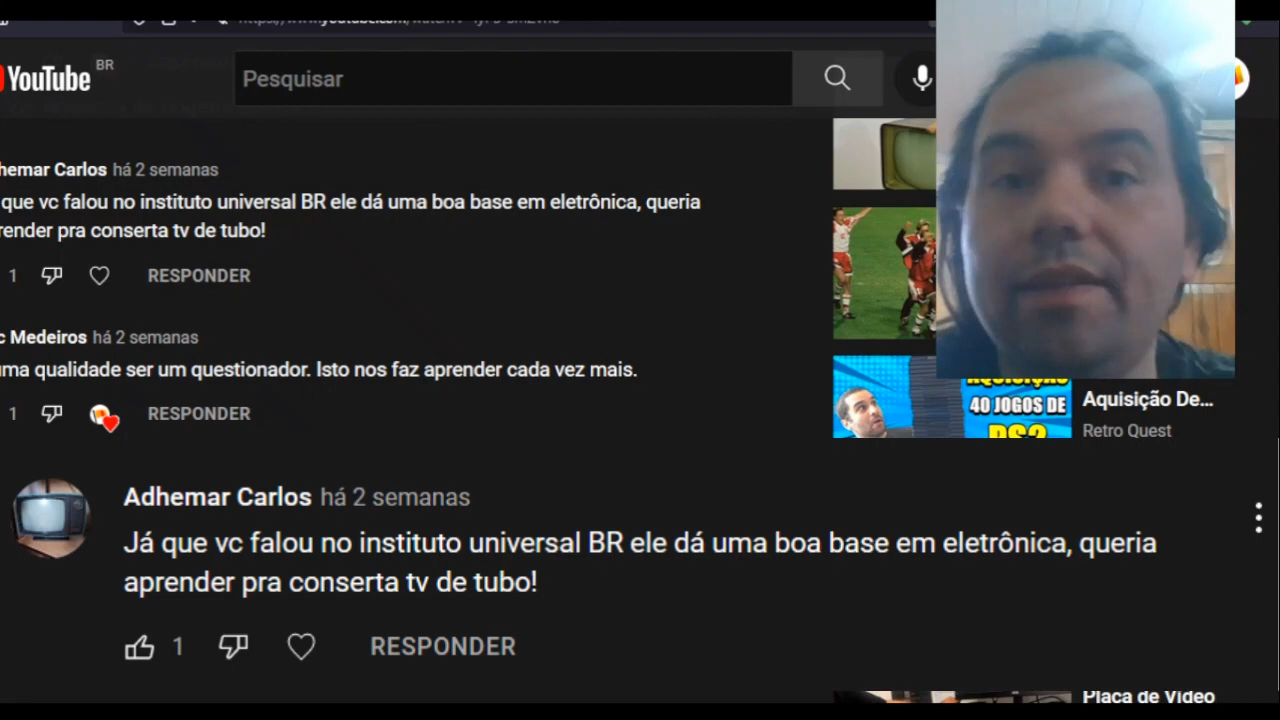 YouTube BR
Pesquisar
hemar Carlos há 2 semanas
que vc falou no instituto universal BR ele dá uma boa base em eletrônica, queria
render pra conserta tv de tubo!
1 RESPONDER
c Medeiros há 2 semanas
ma qualidade ser um questionador. Isto nos faz aprender cada vez mais.
1 RESPONDER
AQUISIÇÃO
40 JOGOS DE
PS2
Aquisição De...
Retro Quest
Adhemar Carlos há 2 semanas
Já que vc falou no instituto universal BR ele dá uma boa base em eletrônica, queria
aprender pra conserta tv de tubo!
1 RESPONDER
Placa de Vídeo